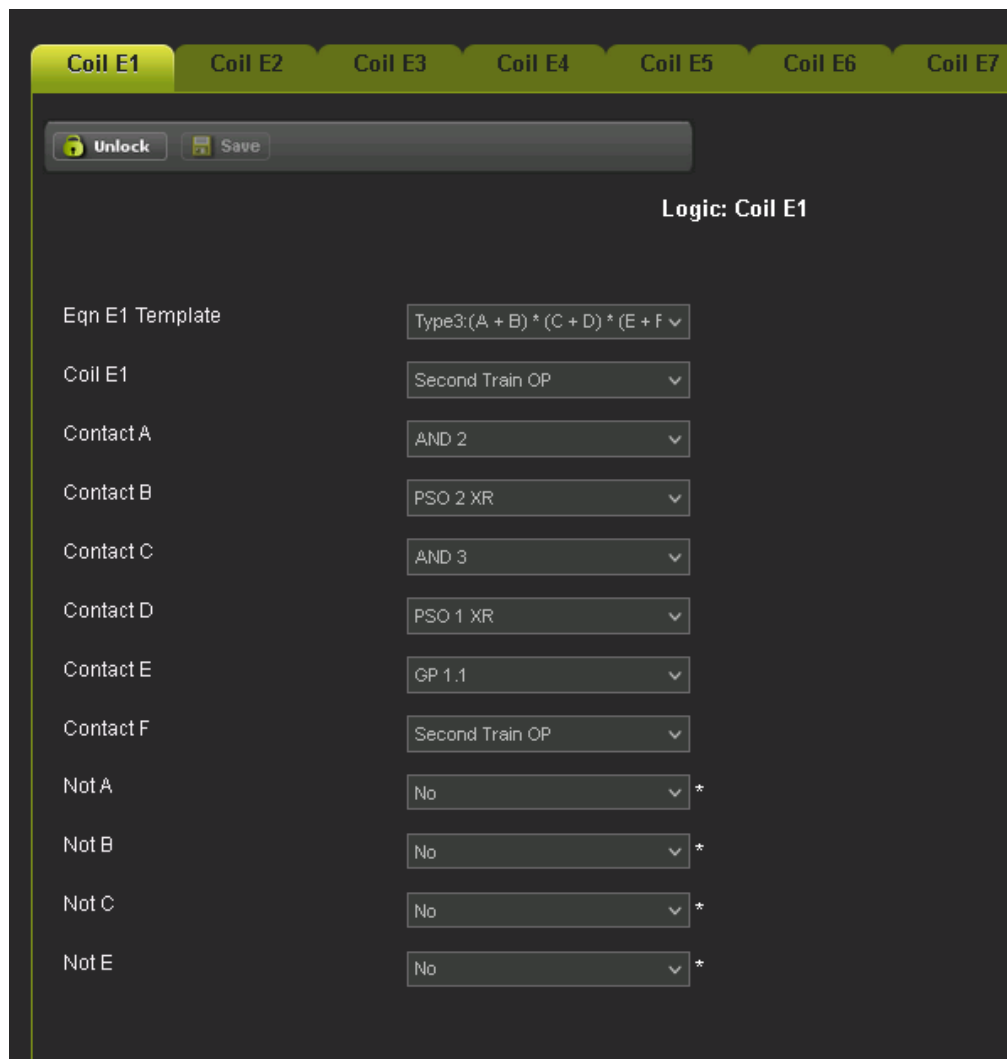 Coil E1 Coil E2 Coil E3 Coil E4 Coil E5 Coil E6 Coil E7
Unlock Save
Logic: Coil E1
Eqn E1 Template Type3:(A + B) * (C + D) * (E + F
Coil E1 Second Train OP
Contact A AND 2
Contact B PSO 2 XR
Contact C AND 3
Contact D PSO 1 XR
Contact E GP 1.1
Contact F Second Train OP
Not A No *
Not B No *
Not C No *
Not E No *